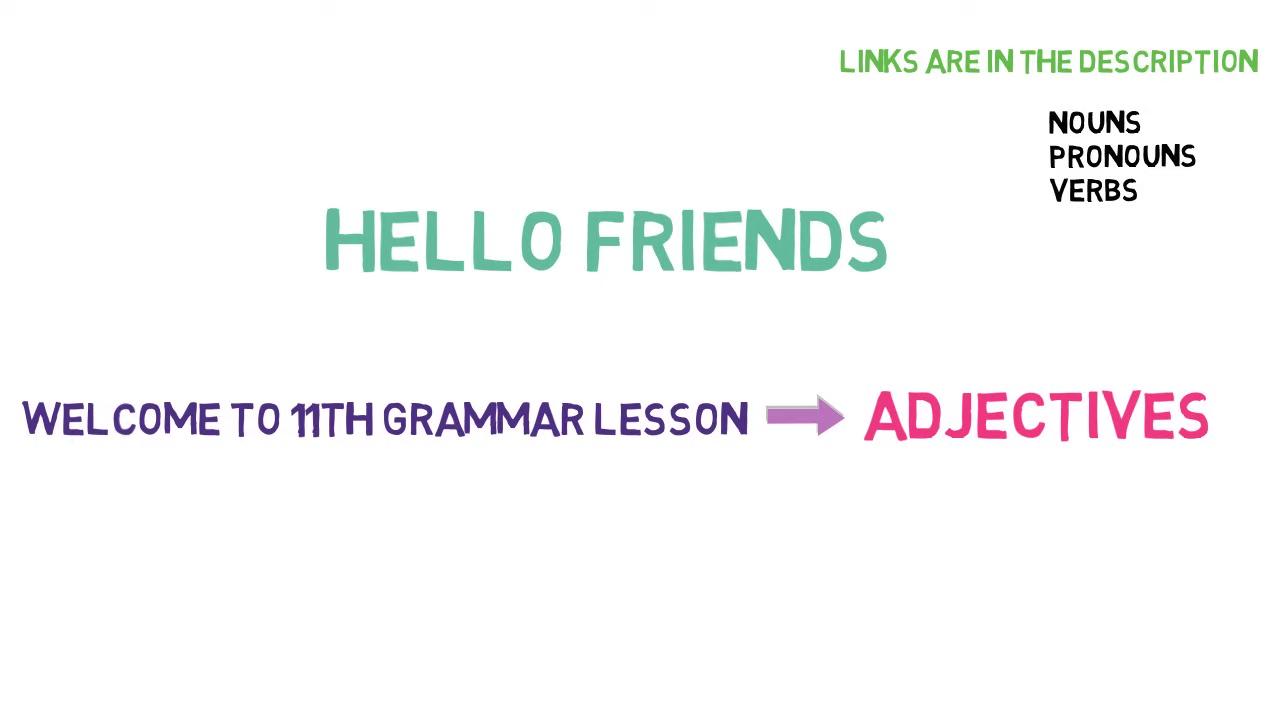 LINKS ARE IN THE DESCRIPTION
NOUNS
PRONOUNS
VERBS
HELLO FRIENDS
WELCOME TO 11TH GRAMMAR LESSON ADJECTIVES